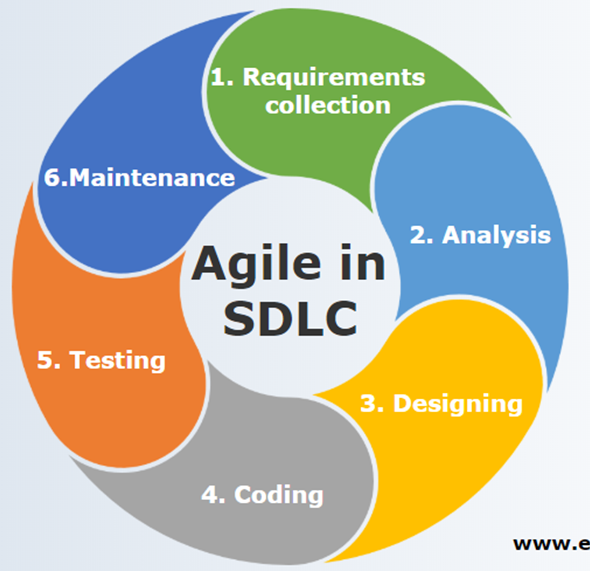 1. Requirements
collection
2. Analysis
3. Designing
4. Coding
5. Testing
6.Maintenance
Agile in
SDLC
www.e